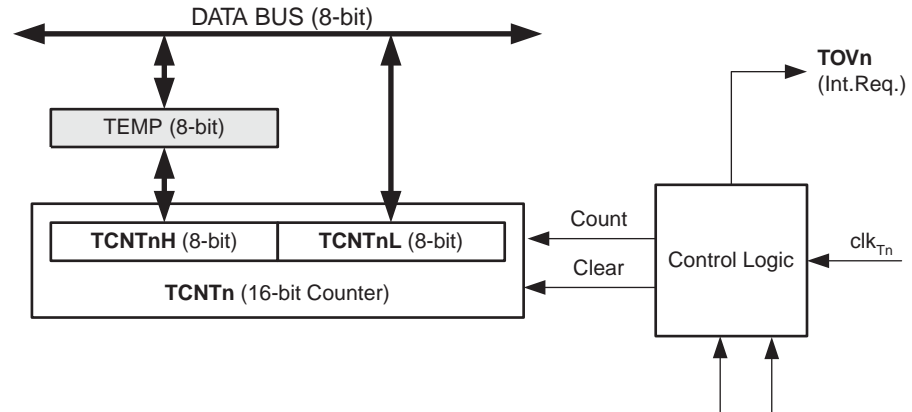 DATA BUS (8-bit)
TOVn
(Int.Req.)
TEMP (8-bit)
Count
TCNTnH (8-bit) TCNTnL (8-bit)
clkTn
Control Logic
Clear
TCNTn (16-bit Counter)